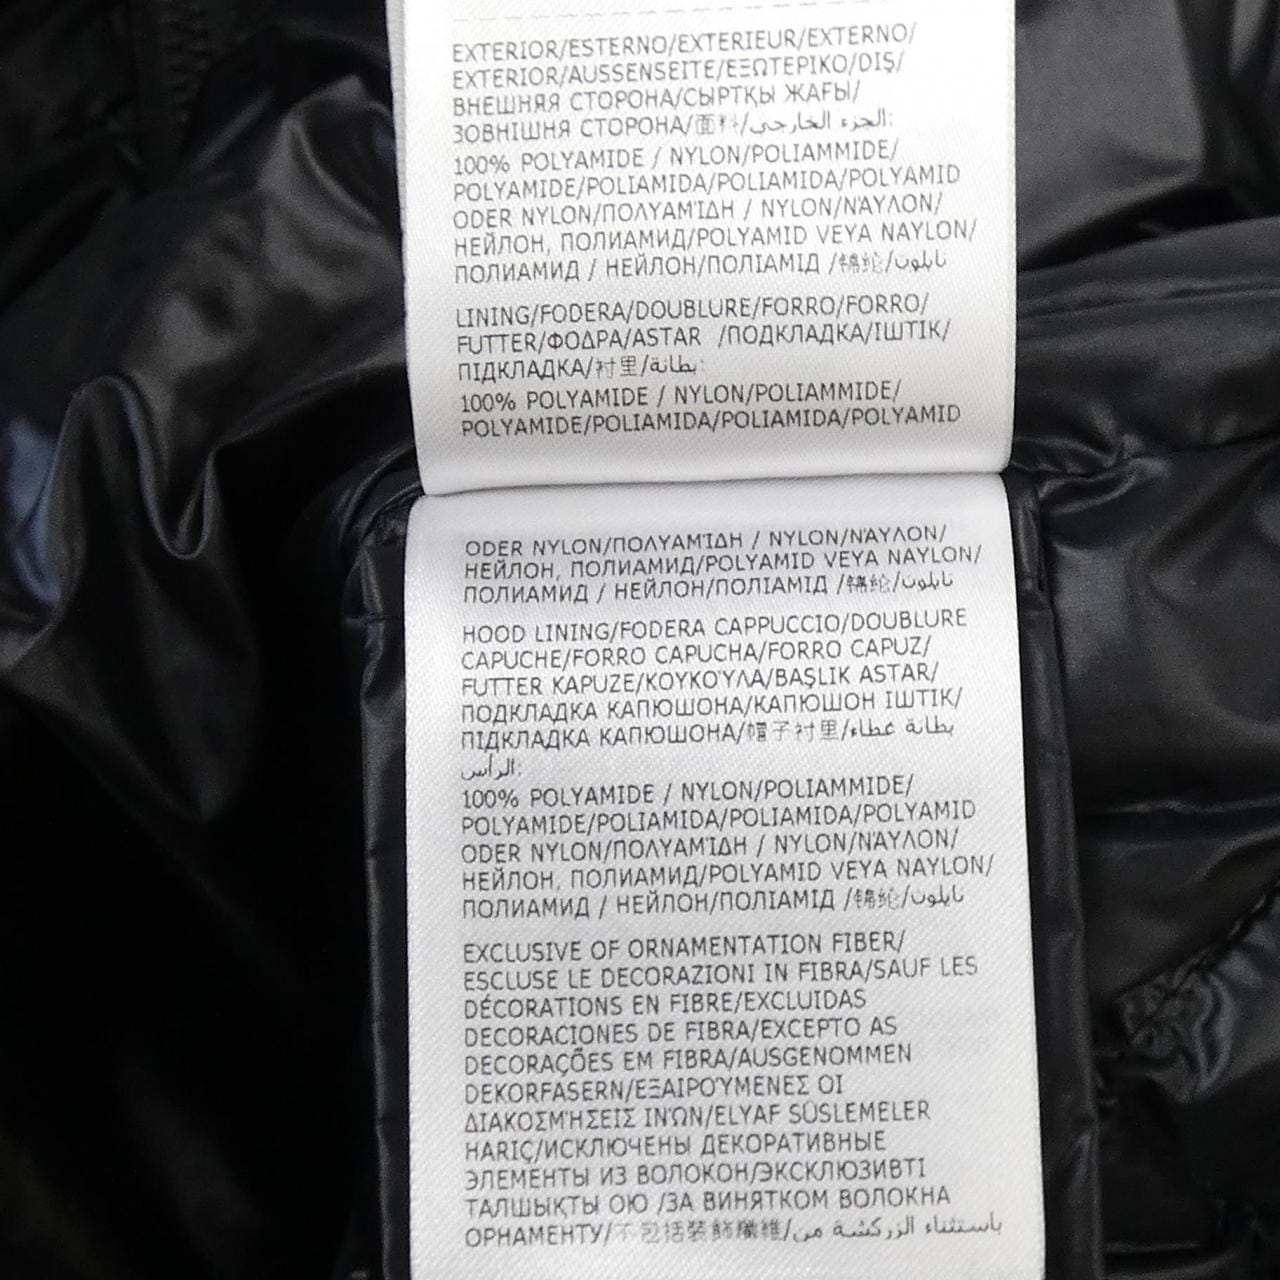 EXTERIOR/ESTERNO/EXTERIEUR/EXTERNO/
EXTERIOR/AUSSENSEITE/ΕΞΩΤΕΡΙΚΟ/DIŞ/
ВНЕШНЯЯ СТОРОНА/СЫРТҚЫ ЖАҒЫ/
ЗОВНІШНЯ СТОРОНА/面料/الجزء الخارجي:
100% POLYAMIDE / NYLON/POLIAMMIDE/
POLYAMIDE/POLIAMIDA/POLIAMIDA/POLYAMID
ODER NYLON/ΠΟΛΥΑΜΊΔΗ / NYLON/ΝΆΥΛΟΝ/
НЕЙЛОН, ПОЛИАМИД/POLYAMID VEYA NAYLON/
ПОЛИАМИД / НЕЙЛОН/ПОЛІАМІД /锦纶/نايلون
LINING/FODERA/DOUBLURE/FORRO/FORRO/
FUTTER/ΦΟΔΡΑ/ASTAR /ПОДКЛАДКА/ІШТІК/
ПІДКЛАДКА/衬里/بطانة:
100% POLYAMIDE / NYLON/POLIAMMIDE/
POLYAMIDE/POLIAMIDA/POLIAMIDA/POLYAMID
ODER NYLON/ΠΟΛΥΑΜΊΔΗ / NYLON/ΝΆΥΛΟΝ/
НЕЙЛОН, ПОЛИАМИД/POLYAMID VEYA NAYLON/
ПОЛИАМИД / НЕЙЛОН/ПОЛІАМІД /锦纶/نايلون
HOOD LINING/FODERA CAPPUCCIO/DOUBLURE
CAPUCHE/FORRO CAPUCHA/FORRO CAPUZ/
FUTTER KAPUZE/ΚΟΥΚΟΎΛΑ/BAŞLIK ASTAR/
ПОДКЛАДКА КАПЮШОНА/КАПЮШОН ІШТІК/
ПІДКЛАДКА КАПЮШОНА/帽子衬里/بطانة غطاء
الرأس:
100% POLYAMIDE / NYLON/POLIAMMIDE/
POLYAMIDE/POLIAMIDA/POLIAMIDA/POLYAMID
ODER NYLON/ΠΟΛΥΑΜΊΔΗ / NYLON/ΝΆΥΛΟΝ/
НЕЙЛОН, ПОЛИАМИД/POLYAMID VEYA NAYLON/
ПОЛИАМИД / НЕЙЛОН/ПОЛІАМІД /锦纶/نايلون
EXCLUSIVE OF ORNAMENTATION FIBER/
ESCLUSE LE DECORAZIONI IN FIBRA/SAUF LES
DÉCORATIONS EN FIBRE/EXCLUIDAS
DECORACIONES DE FIBRA/EXCEPTO AS
DECORAÇÕES EM FIBRA/AUSGENOMMEN
DEKORFASERN/ΕΞΑΙΡΟΎΜΕΝΕΣ ΟΙ
ΔΙΑΚΟΣΜΉΣΕΙΣ ΙΝΏΝ/ELYAF SÜSLEMELER
HARİÇ/ИСКЛЮЧЕНЫ ДЕКОРАТИВНЫЕ
ЭЛЕМЕНТЫ ИЗ ВОЛОКОН/ЭКСКЛЮЗИВТІ
ТАЛШЫҚТЫ ОЮ /ЗА ВИНЯТКОМ ВОЛОКНА
ОРНАМЕНТУ/不包括裝飾纖維/باستثناء الزركشة من